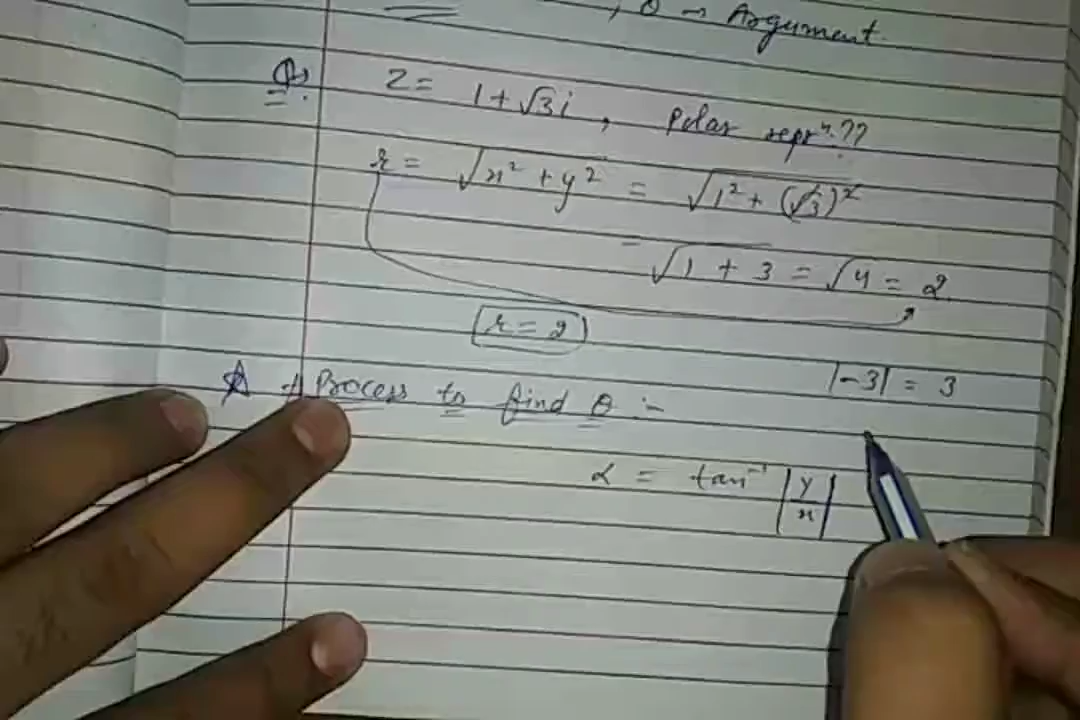 , θ → Argument
Q. Z = 1 + √3i , Polar reprⁿ.??
r = √x² + y² = √1² + (√3)²
= √1 + 3 = √4 = 2
r = 2
|-3| = 3
Process to find θ :-
α = tan⁻¹ |y/x|